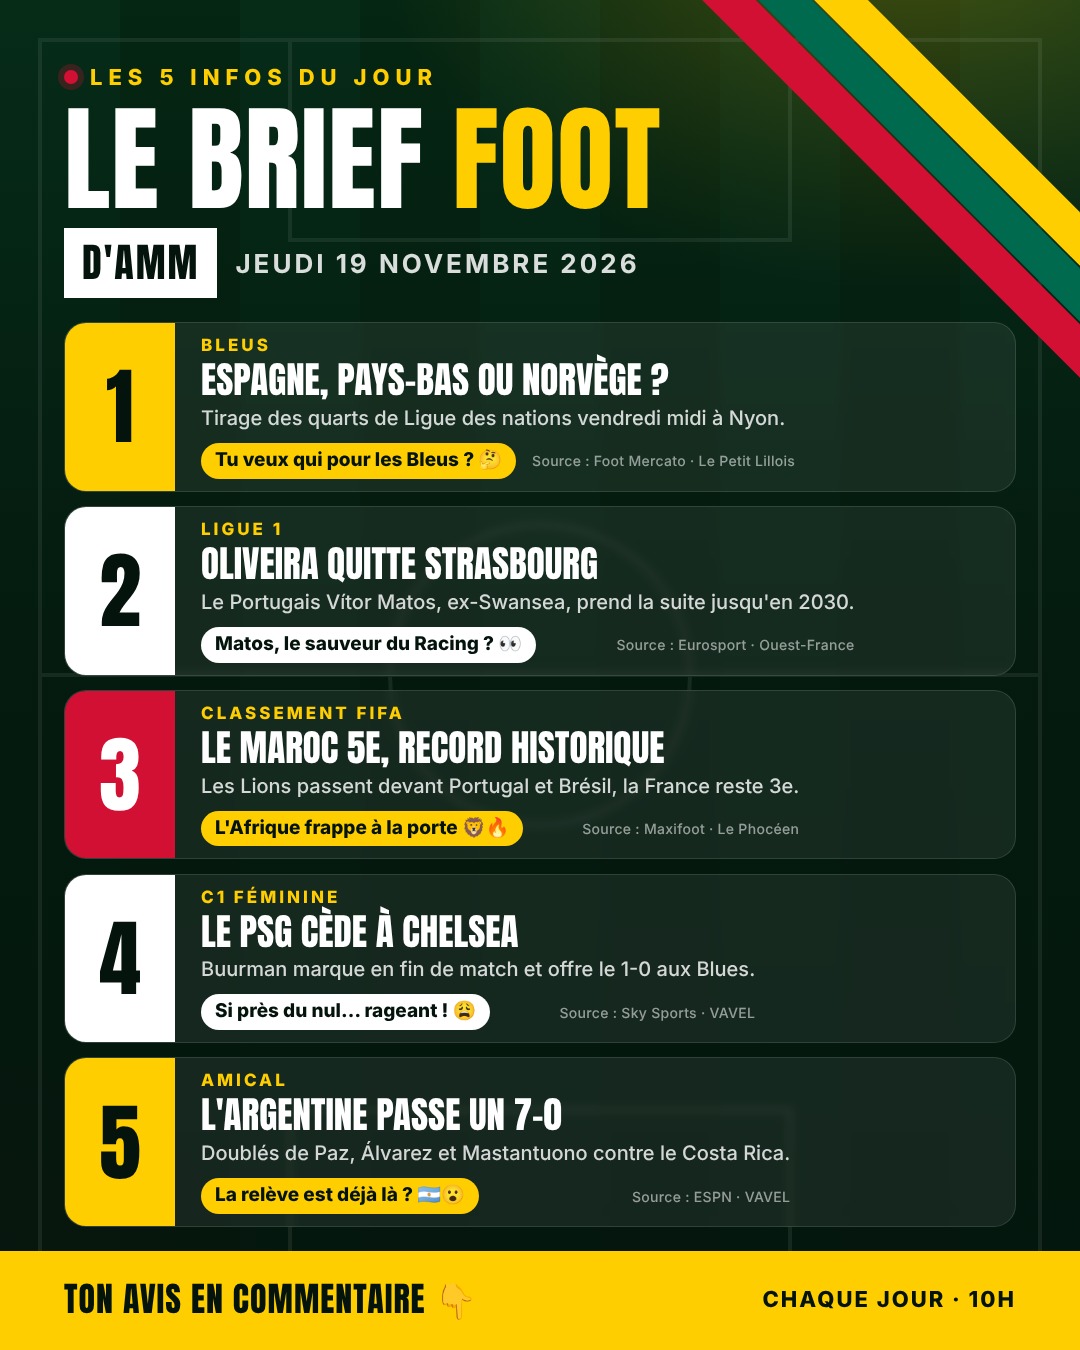 LES 5 INFOS DU JOUR
LE BRIEF FOOT
D'AMM JEUDI 19 NOVEMBRE 2026
1
BLEUS
ESPAGNE, PAYS-BAS OU NORVÈGE ?
Tirage des quarts de Ligue des nations vendredi midi à Nyon.
Tu veux qui pour les Bleus ? 🤔 Source : Foot Mercato · Le Petit Lillois
2
LIGUE 1
OLIVEIRA QUITTE STRASBOURG
Le Portugais Vítor Matos, ex-Swansea, prend la suite jusqu'en 2030.
Matos, le sauveur du Racing ? 👀 Source : Eurosport · Ouest-France
3
CLASSEMENT FIFA
LE MAROC 5E, RECORD HISTORIQUE
Les Lions passent devant Portugal et Brésil, la France reste 3e.
L'Afrique frappe à la porte 🦁🔥 Source : Maxifoot · Le Phocéen
4
C1 FÉMININE
LE PSG CÈDE À CHELSEA
Buurman marque en fin de match et offre le 1-0 aux Blues.
Si près du nul... rageant ! 😩 Source : Sky Sports · VAVEL
5
AMICAL
L'ARGENTINE PASSE UN 7-0
Doublés de Paz, Álvarez et Mastantuono contre le Costa Rica.
La relève est déjà là ? 🇦🇷😮 Source : ESPN · VAVEL
TON AVIS EN COMMENTAIRE 👇 CHAQUE JOUR · 10H